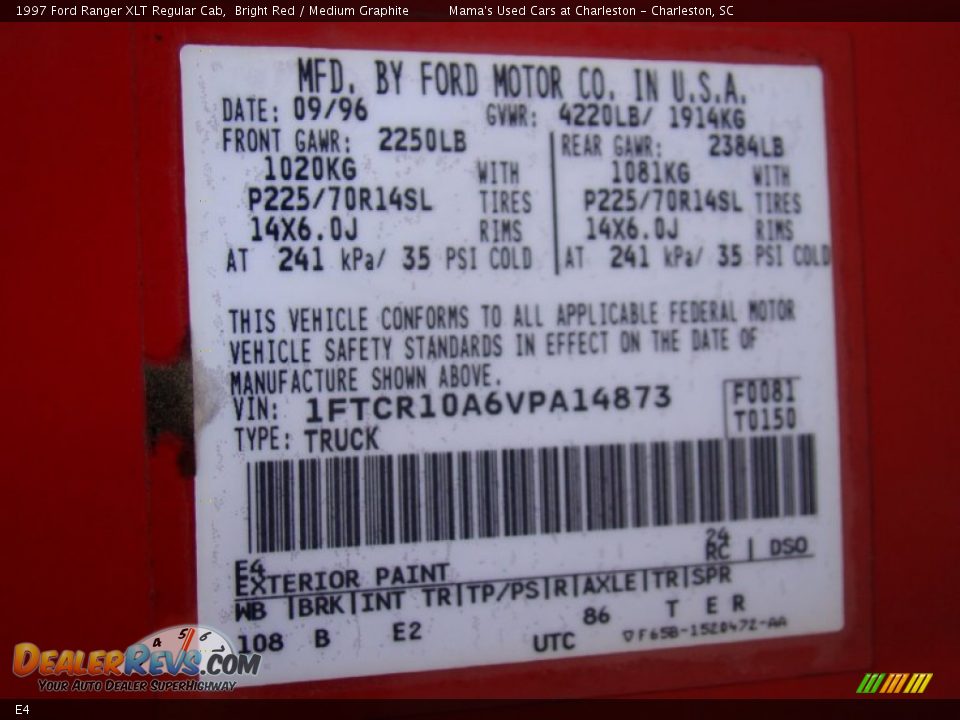 1997 Ford Ranger XLT Regular Cab, Bright Red / Medium Graphite Mama's Used Cars at Charleston - Charleston, SC
MFD. BY FORD MOTOR CO. IN U.S.A.
DATE: 09/96 GVWR: 4220LB/ 1914KG
FRONT GAWR: 2250LB REAR GAWR: 2384LB
1020KG WITH 1081KG WITH
P225/70R14SL TIRES P225/70R14SL TIRES
14X6.0J RIMS 14X6.0J RIMS
AT 241 kPa/ 35 PSI COLD AT 241 kPa/ 35 PSI COLD
THIS VEHICLE CONFORMS TO ALL APPLICABLE FEDERAL MOTOR
VEHICLE SAFETY STANDARDS IN EFFECT ON THE DATE OF
MANUFACTURE SHOWN ABOVE.
VIN: 1FTCR10A6VPA14873 F0081
TYPE: TRUCK T0150
E4 24
EXTERIOR PAINT RC | DSO
WB |BRK|INT TR|TP/PS|R|AXLE|TR|SPR
108 B E2 86 T E R
UTC ▽F65B-1520472-AA
4 5 6
DEALERREVS.COM
Your Auto Dealer SuperHighway
E4